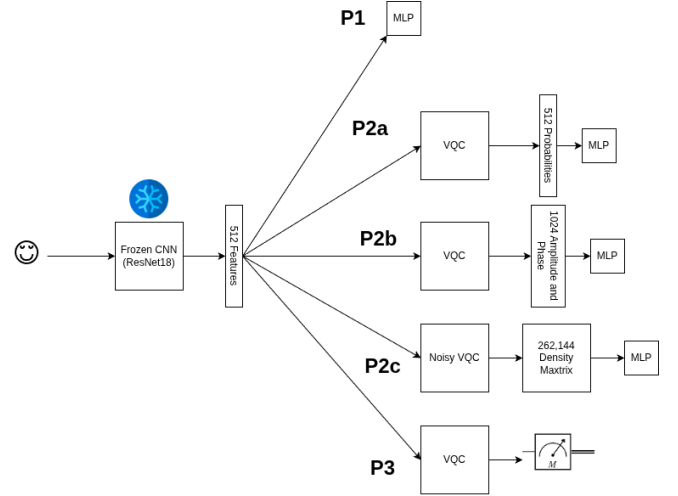 P1
MLP
P2a
VQC
512 Probabilities
MLP
Frozen CNN
(ResNet18)
512 Features
P2b
VQC
1024 Amplitude and
Phase
MLP
P2c
Noisy VQC
262,144
Density
Maxtrix
MLP
P3
VQC
M